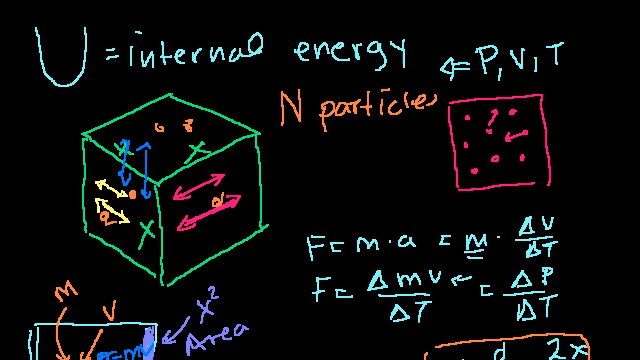 U = internal energy ⇐ P, V, T
N particles
x
x
x
F = m · a = m · ΔV/ΔT
F = ΔmV/ΔT = ΔP/ΔT
m
V
x²
Area
d
2x